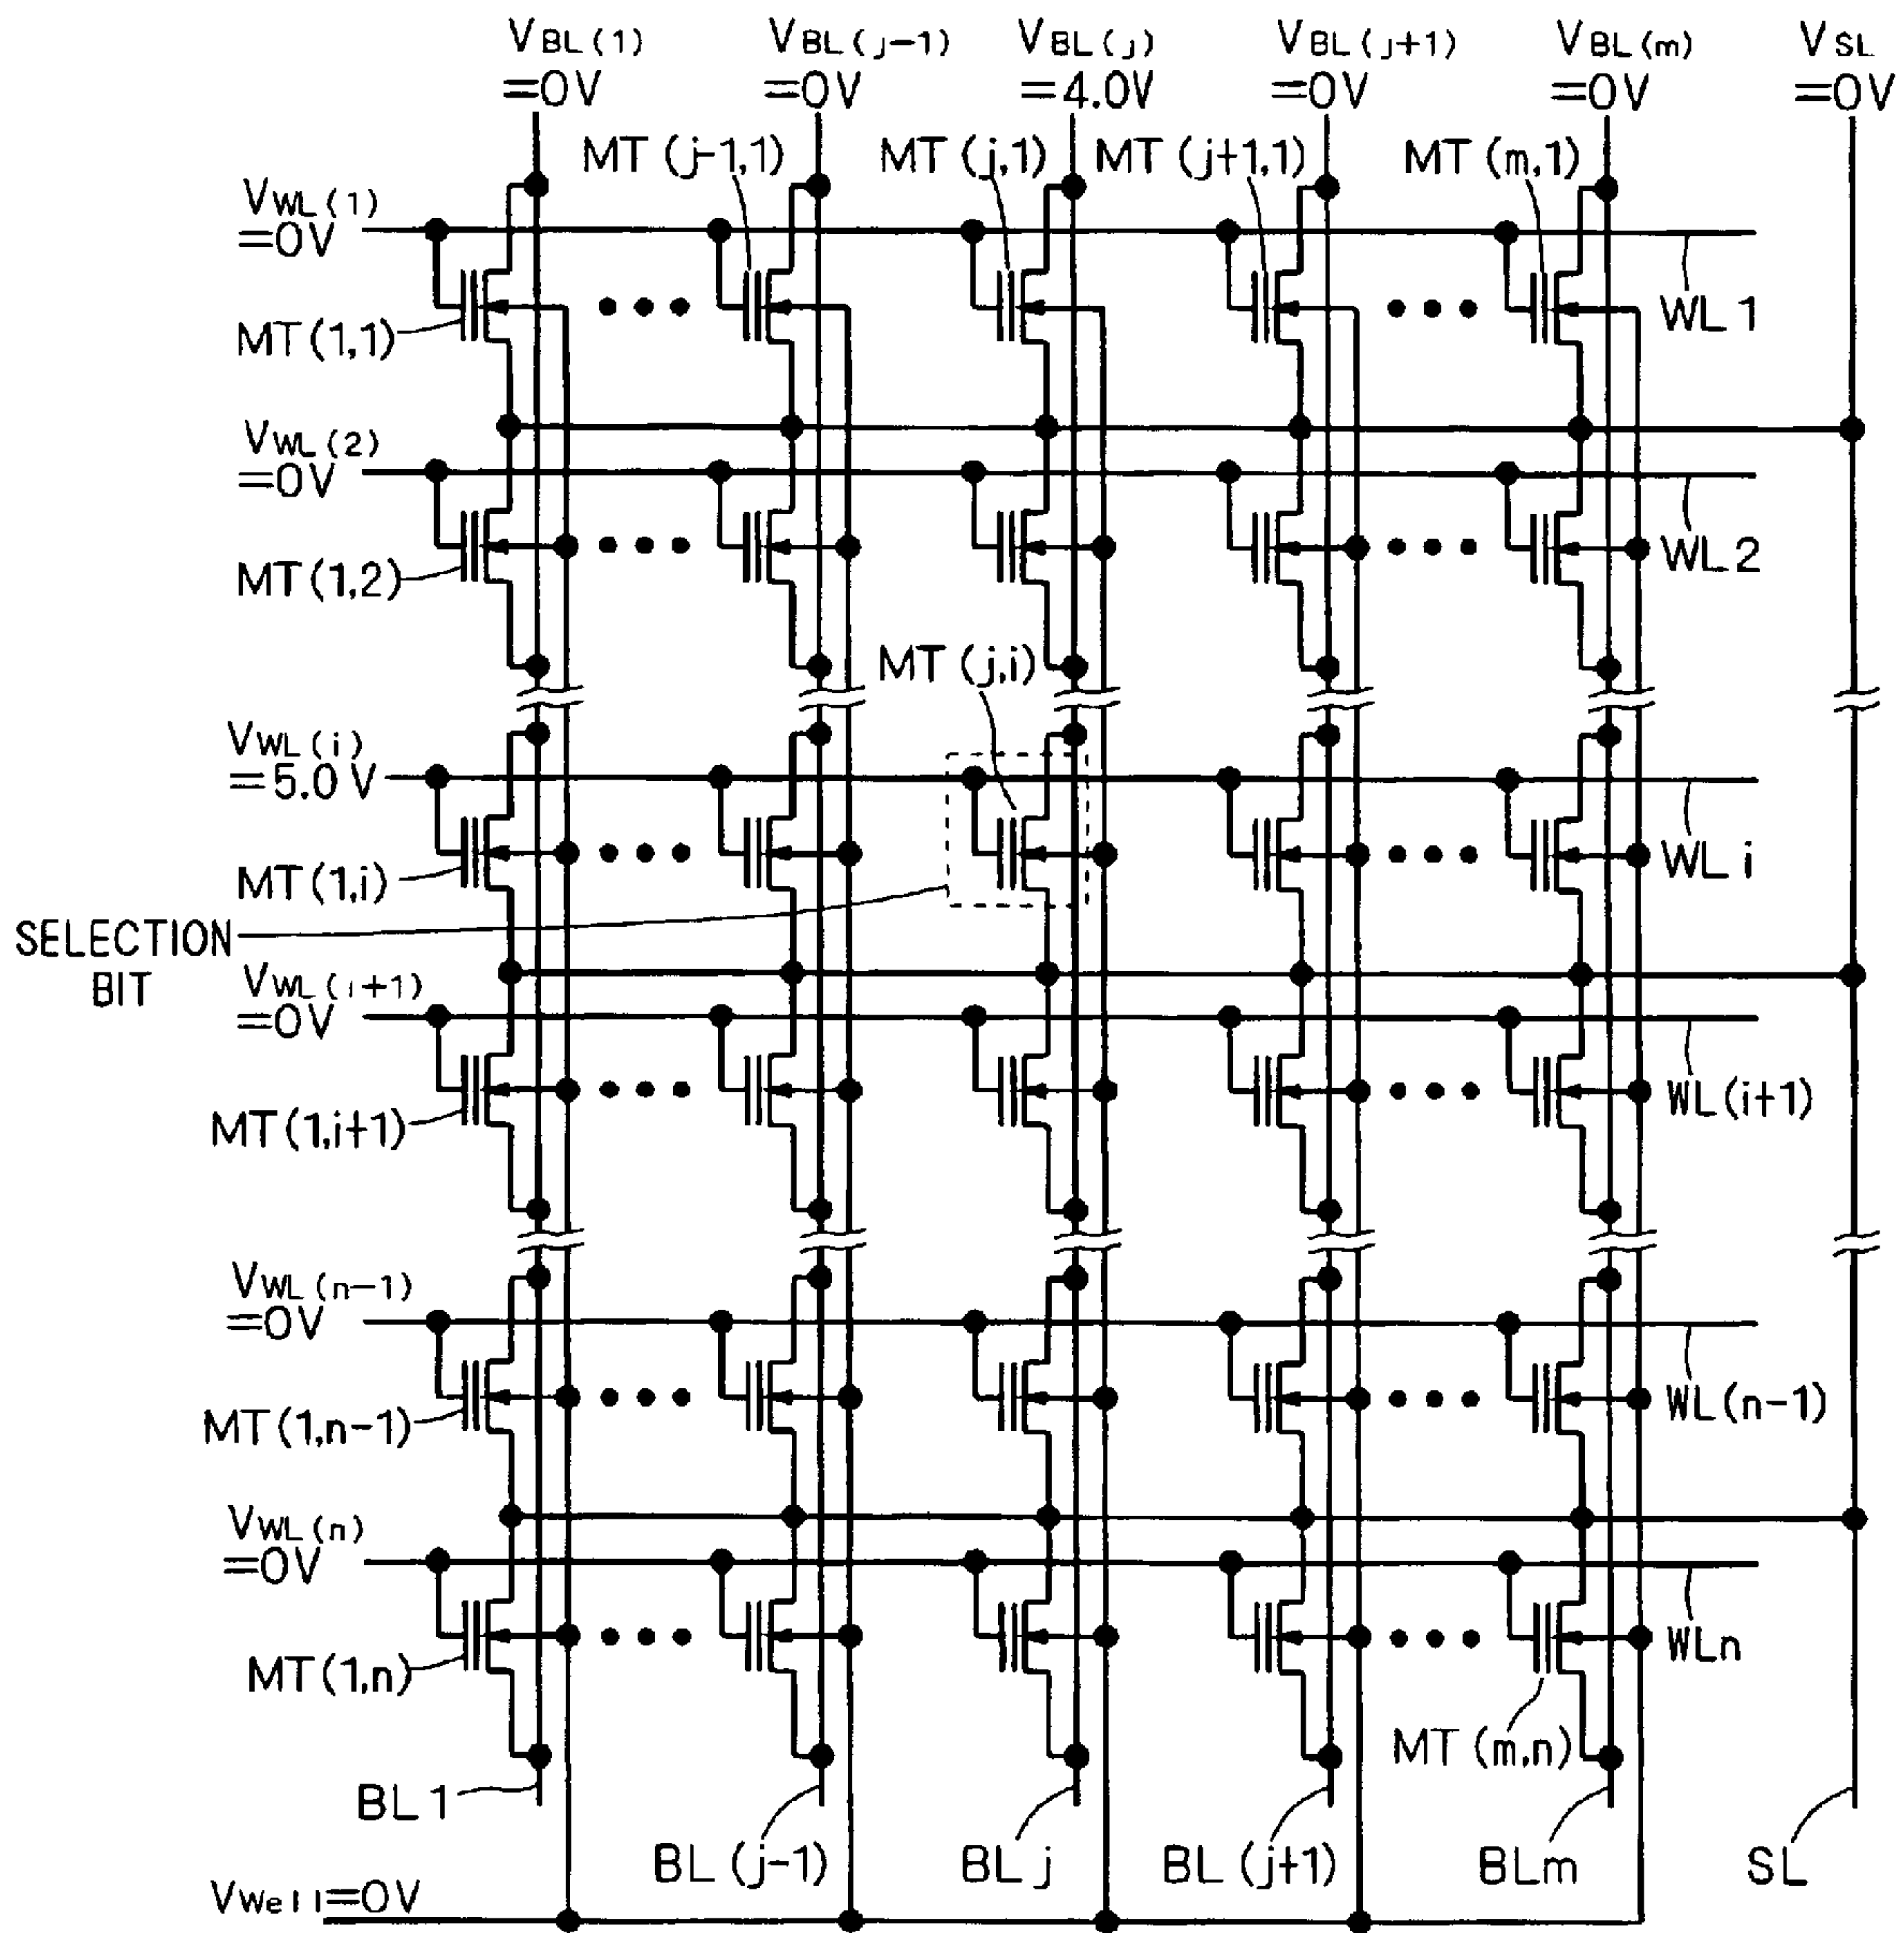 VBL(1) VBL(j-1) VBL(j) VBL(j+1) VBL(m) VSL
=0V =0V =4.0V =0V =0V =0V
MT(j-1,1) MT(j,1) MT(j+1,1) MT(m,1)
VWL(1)
=0V
WL1
MT(1,1)
VWL(2)
=0V
WL2
MT(1,2)
MT(j,i)
VWL(i)
=5.0V
WLi
MT(1,i)
SELECTION
BIT
VWL(i+1)
=0V
WL(i+1)
MT(1,i+1)
VWL(n-1)
=0V
WL(n-1)
MT(1,n-1)
VWL(n)
=0V
WLn
MT(1,n)
MT(m,n)
BL1
BL(j-1) BLj BL(j+1) BLm SL
VWell=0V